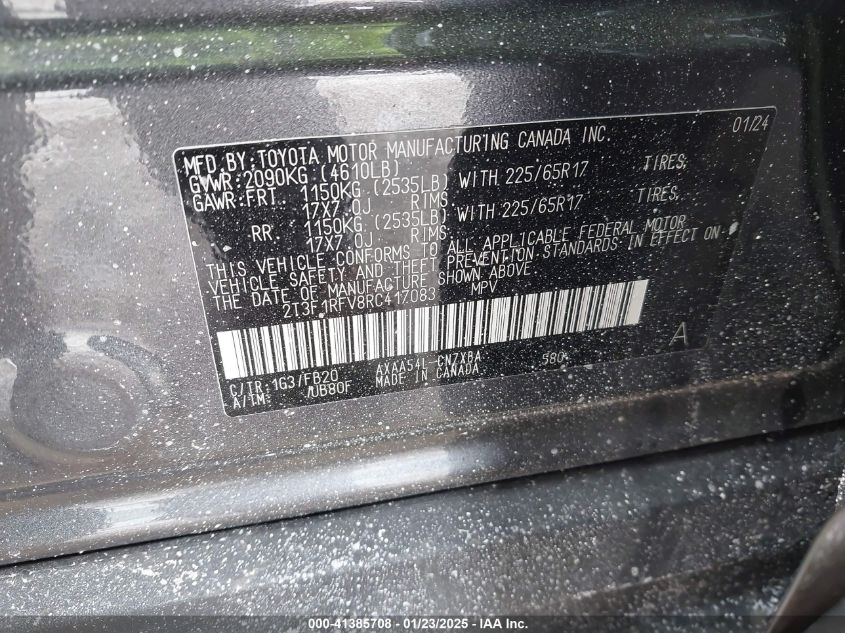 MFD.BY:TOYOTA MOTOR MANUFACTURING CANADA INC. 01/24
GVWR:2090KG (4610LB)
GAWR:FRT. 1150KG (2535LB) WITH 225/65R17 TIRES,
17X7.0J RIMS,
RR. 1150KG (2535LB) WITH 225/65R17 TIRES,
17X7.0J RIMS,
THIS VEHICLE CONFORMS TO ALL APPLICABLE FEDERAL MOTOR
VEHICLE SAFETY AND THEFT PREVENTION STANDARDS IN EFFECT ON
THE DATE OF MANUFACTURE SHOWN ABOVE.
2T3F1RFV8RC417083 MPV
C/TR:1G3/FB20 AXAA54L-CNZXBA 580 A
A/TM: /UB80F MADE IN CANADA
000-41385708 — 01/23/2025 — IAA Inc.